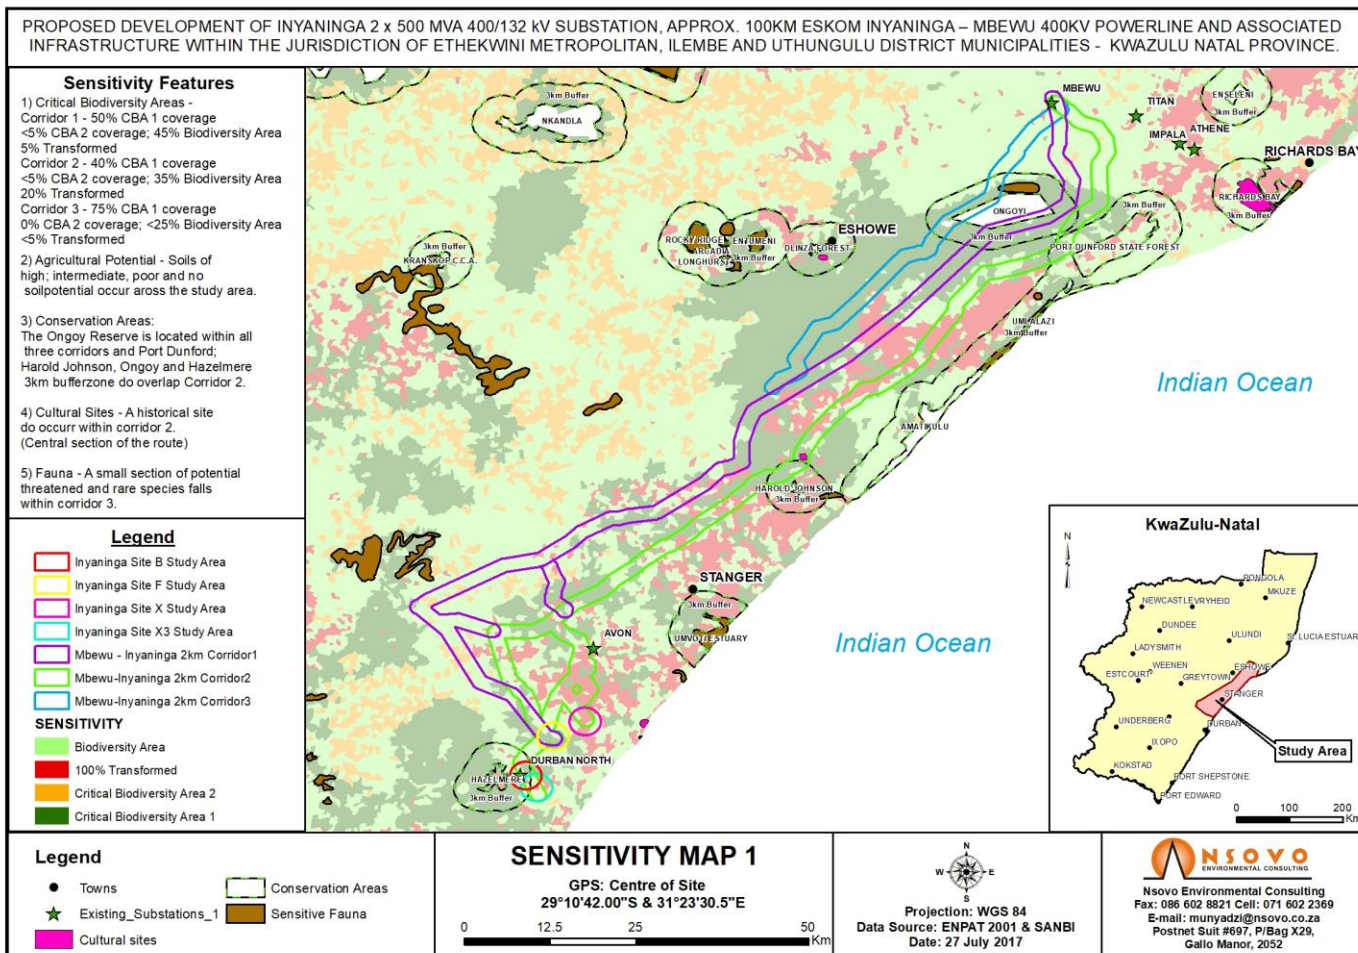 PROPOSED DEVELOPMENT OF INYANINGA 2 x 500 MVA 400/132 kV SUBSTATION, APPROX. 100KM ESKOM INYANINGA – MBEWU 400KV POWERLINE AND ASSOCIATED
INFRASTRUCTURE WITHIN THE JURISDICTION OF ETHEKWINI METROPOLITAN, ILEMBE AND UTHUNGULU DISTRICT MUNICIPALITIES - KWAZULU NATAL PROVINCE.
Sensitivity Features
1) Critical Biodiversity Areas -
Corridor 1 - 50% CBA 1 coverage
<5% CBA 2 coverage; 45% Biodiversity Area
5% Transformed
Corridor 2 - 40% CBA 1 coverage
<5% CBA 2 coverage; 35% Biodiversity Area
20% Transformed
Corridor 3 - 75% CBA 1 coverage
0% CBA 2 coverage; <25% Biodiversity Area
<5% Transformed
2) Agricultural Potential - Soils of
high; intermediate, poor and no
soilpotential occur aross the study area.
3) Conservation Areas:
The Ongoy Reserve is located within all
three corridors and Port Dunford;
Harold Johnson, Ongoy and Hazelmere
3km bufferzone do overlap Corridor 2.
4) Cultural Sites - A historical site
do occurr within corridor 2.
(Central section of the route)
5) Fauna - A small section of potential
threatened and rare species falls
within corridor 3.
Legend
Inyaninga Site B Study Area
Inyaninga Site F Study Area
Inyaninga Site X Study Area
Inyaninga Site X3 Study Area
Mbewu - Inyaninga 2km Corridor1
Mbewu-Inyaninga 2km Corridor2
Mbewu-Inyaninga 2km Corridor3
SENSITIVITY
Biodiversity Area
100% Transformed
Critical Biodiversity Area 2
Critical Biodiversity Area 1
3km Buffer
NKANDLA
MBEWU
TITAN
ENSELENI
3km Buffer
IMPALA
ATHENE
RICHARDS BAY
RICHARDS BAY
3km Buffer
ONGOYI
3km Buffer
3km Buffer
PORT DUNFORD STATE FOREST
ESHOWE
ROCKY RIDGE
ARCADIA
LONGHURST
ENTUMENI
3km Buffer
DLINZA FOREST
3km Buffer
KRANSKOP C.C.A.
UMLALAZI
3km Buffer
Indian Ocean
AMATIKULU
HAROLD JOHNSON
3km Buffer
STANGER
3km Buffer
UMVOTI ESTUARY
AVON
Indian Ocean
DURBAN NORTH
HAZELMERE
3km Buffer
KwaZulu-Natal
N
PONGOLA
MKUZE
NEWCASTLE
VRYHEID
DUNDEE
ULUNDI
ST. LUCIA ESTUAR
LADYSMITH
WEENEN
ESHOWE
ESTCOURT
GREYTOWN
STANGER
UNDERBERG
DURBAN
IXOPO
Study Area
KOKSTAD
PORT SHEPSTONE
PORT EDWARD
0 100 200
Km
Legend
Towns
Existing_Substations_1
Cultural sites
Conservation Areas
Sensitive Fauna
SENSITIVITY MAP 1
GPS: Centre of Site
29°10'42.00"S & 31°23'30.5"E
0 12.5 25 50
Km
N
W E
S
Projection: WGS 84
Data Source: ENPAT 2001 & SANBI
Date: 27 July 2017
NSOVO
ENVIRONMENTAL CONSULTING
Nsovo Environmental Consulting
Fax: 086 602 8821 Cell: 071 602 2369
E-mail: munyadzi@nsovo.co.za
Postnet Suit #697, P/Bag X29,
Gallo Manor, 2052